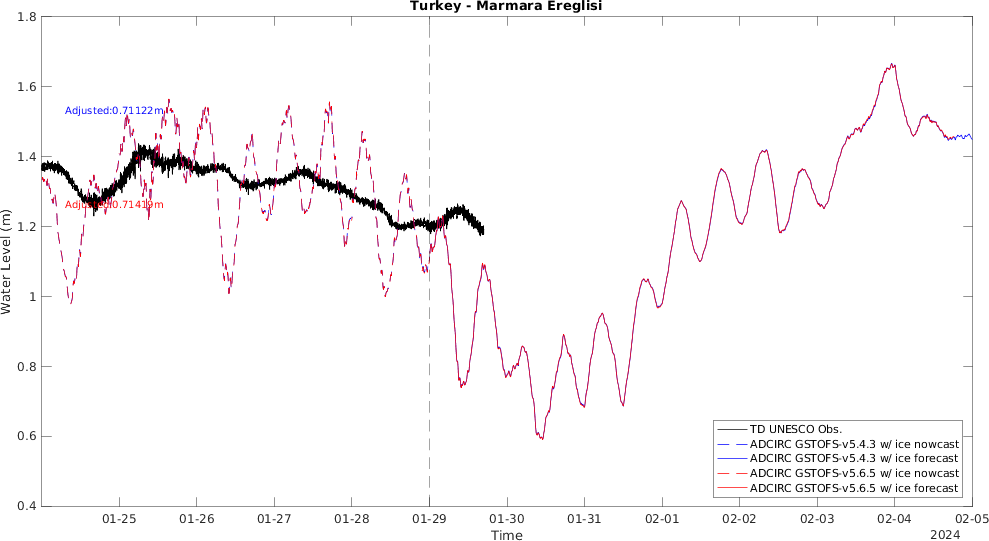 Turkey - Marmara Ereglisi
1.8
1.6
1.4
1.2
1
0.8
0.6
0.4
Water Level (m)
Adjusted:0.71122m
Adjusted:0.71419m
TD UNESCO Obs.
ADCIRC GSTOFS-v5.4.3 w/ ice nowcast
ADCIRC GSTOFS-v5.4.3 w/ ice forecast
ADCIRC GSTOFS-v5.6.5 w/ ice nowcast
ADCIRC GSTOFS-v5.6.5 w/ ice forecast
01-25 01-26 01-27 01-28 01-29 01-30 01-31 02-01 02-02 02-03 02-04 02-05
Time
2024